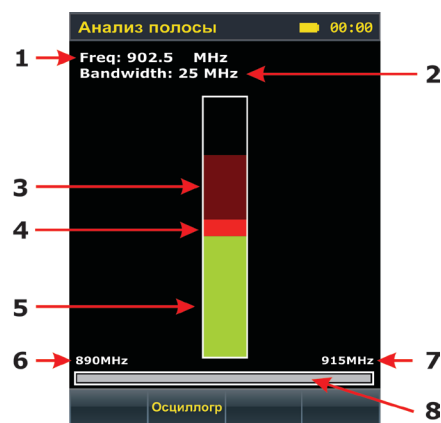 Анализ полосы 00:00
1 Freq: 902.5 MHz
Bandwidth: 25 MHz 2
3
4
5
6 890MHz 915MHz 7
8
Осциллогр